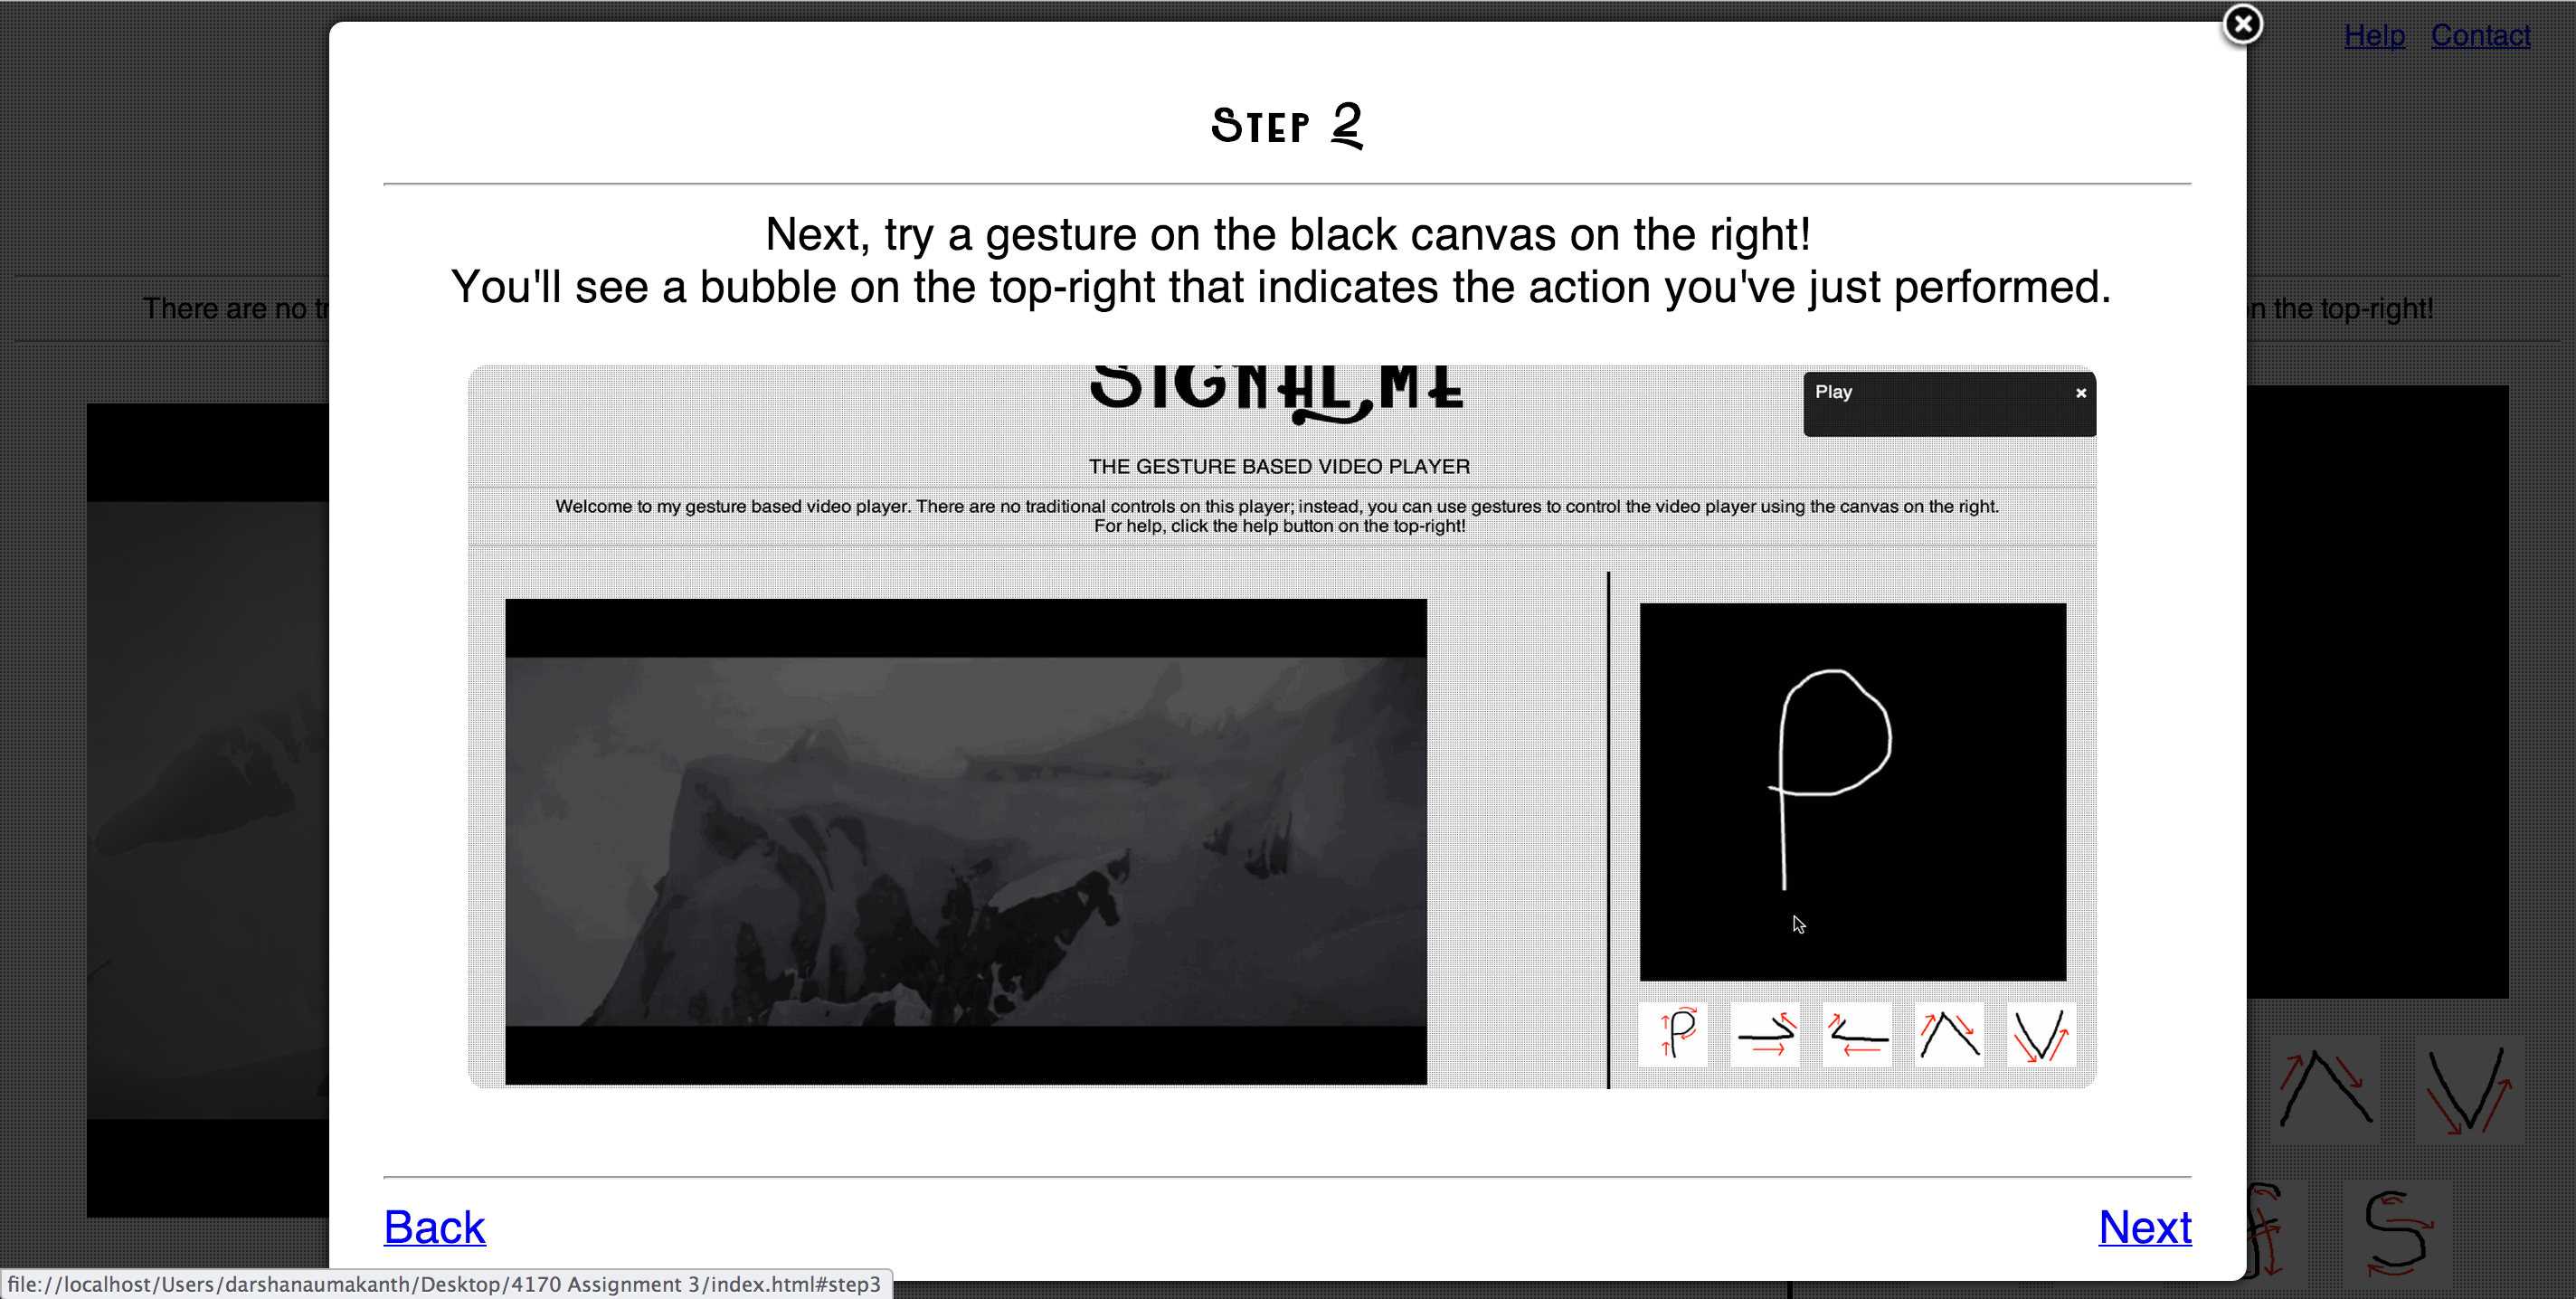 Help Contact
STEP 2
Next, try a gesture on the black canvas on the right!
You'll see a bubble on the top-right that indicates the action you've just performed.
There are no
n the top-right!
SIGNAL ME
Play
THE GESTURE BASED VIDEO PLAYER
Welcome to my gesture based video player. There are no traditional controls on this player; instead, you can use gestures to control the video player using the canvas on the right.
For help, click the help button on the top-right!
P
P
S
Back
Next
file://localhost/Users/darshanaumakanth/Desktop/4170 Assignment 3/index.html#step3